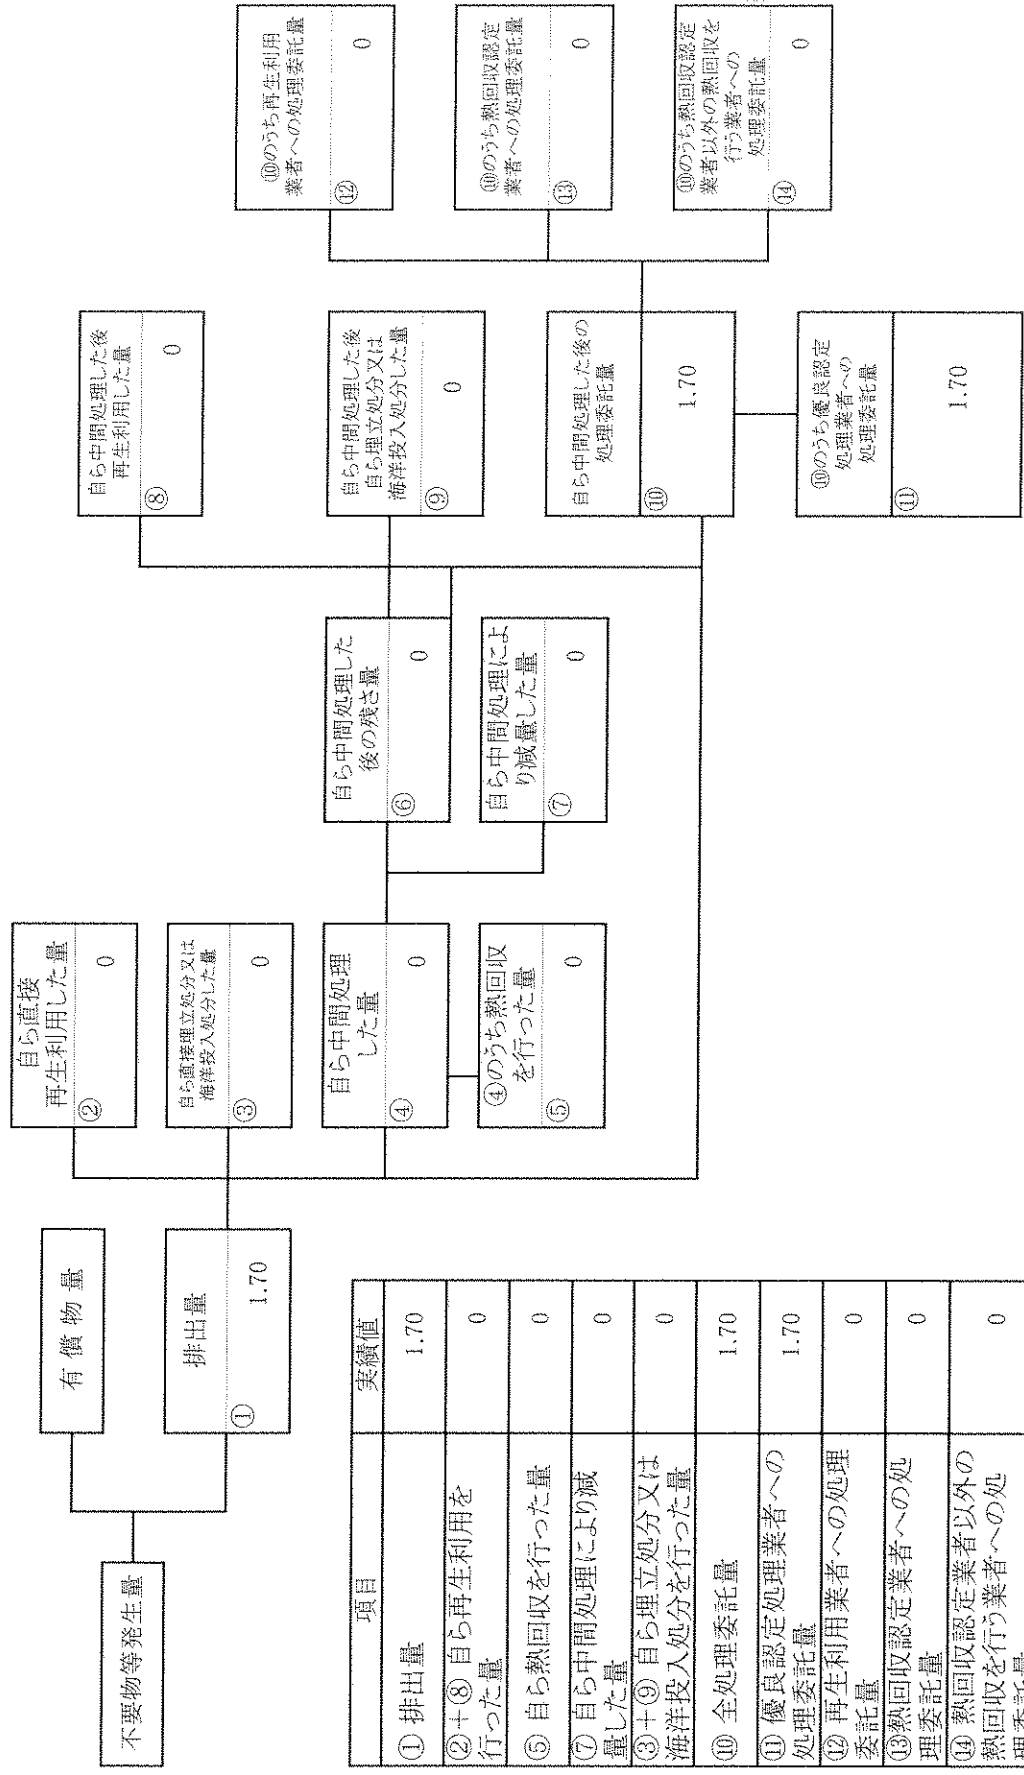 不要物等発生量
有償物量
排出量
①
1.70
自ら直接
再生利用した量
②
0
自ら直接埋立処分又は
海洋投入処分した量
③
0
自ら中間処理
した量
④
0
④のうち熱回収
を行った量
⑤
0
自ら中間処理した
後の残さ量
⑥
0
自ら中間処理によ
り減量した量
⑦
0
自ら中間処理した後
再生利用した量
⑧
0
自ら中間処理した後
自ら埋立処分又は
海洋投入処分した量
⑨
0
自ら中間処理した後の
処理委託量
⑩
1.70
⑩のうち優良認定
処理業者への
処理委託量
⑪
1.70
⑩のうち再生利用
業者への処理委託量
⑫
0
⑩のうち熱回収認定
業者への処理委託量
⑬
0
⑩のうち熱回収認定
業者以外の熱回収を
行う業者への
処理委託量
⑭
0
項目 実績値
①排出量 1.70
②+⑧ 自ら再生利用を
行った量 0
⑤ 自ら熱回収を行った量 0
⑦ 自ら中間処理により減
量した量 0
③+⑨ 自ら埋立処分又は
海洋投入処分を行った量 0
⑩ 全処理委託量 1.70
⑪ 優良認定処理業者への
処理委託量 1.70
⑫ 再生利用業者への処理
委託量 0
⑬熱回収認定業者への処
理委託量 0
⑭ 熱回収認定業者以外の
熱回収を行う業者への処
理委託量 0